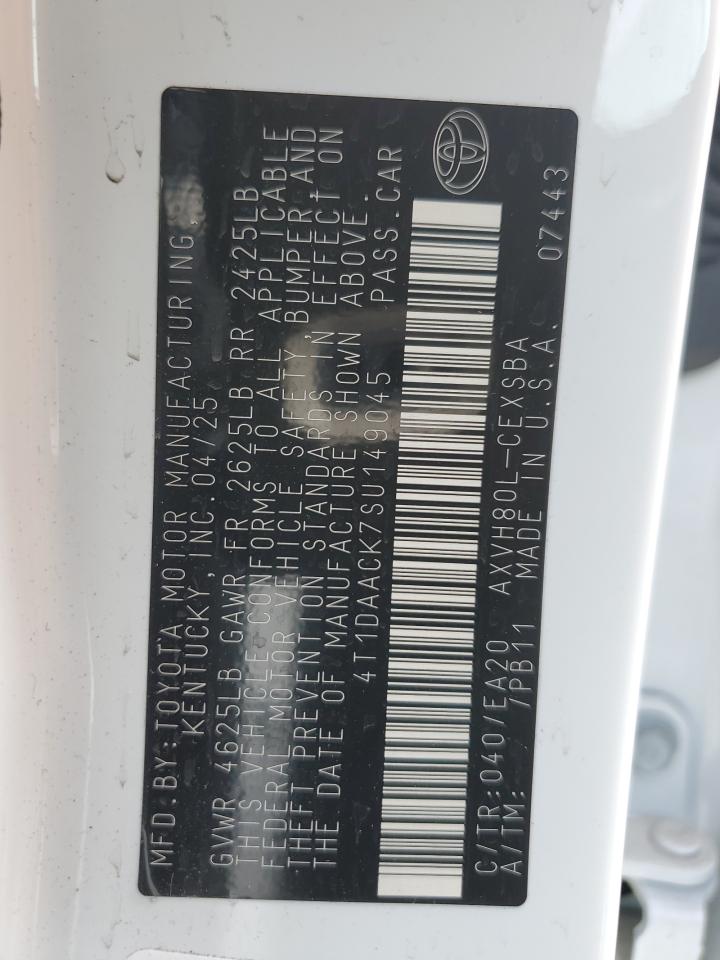 MFD.BY:TOYOTA MOTOR MANUFACTURING,
KENTUCKY, INC.04/25
GVWR 4625LB GAWR FR 2625LB RR 2425LB
THIS VEHICLE CONFORMS TO ALL APPLICABLE
FEDERAL MOTOR VEHICLE SAFETY, BUMPER, AND
THEFT PREVENTION STANDARDS IN EFFECT ON
THE DATE OF MANUFACTURE SHOWN ABOVE.
4T1DAACK7SU149045 PASS.CAR
C/TR:040/EA20 AXVH80L-CEXSBA
A/TM: /PB11 MADE IN U.S.A. 07443